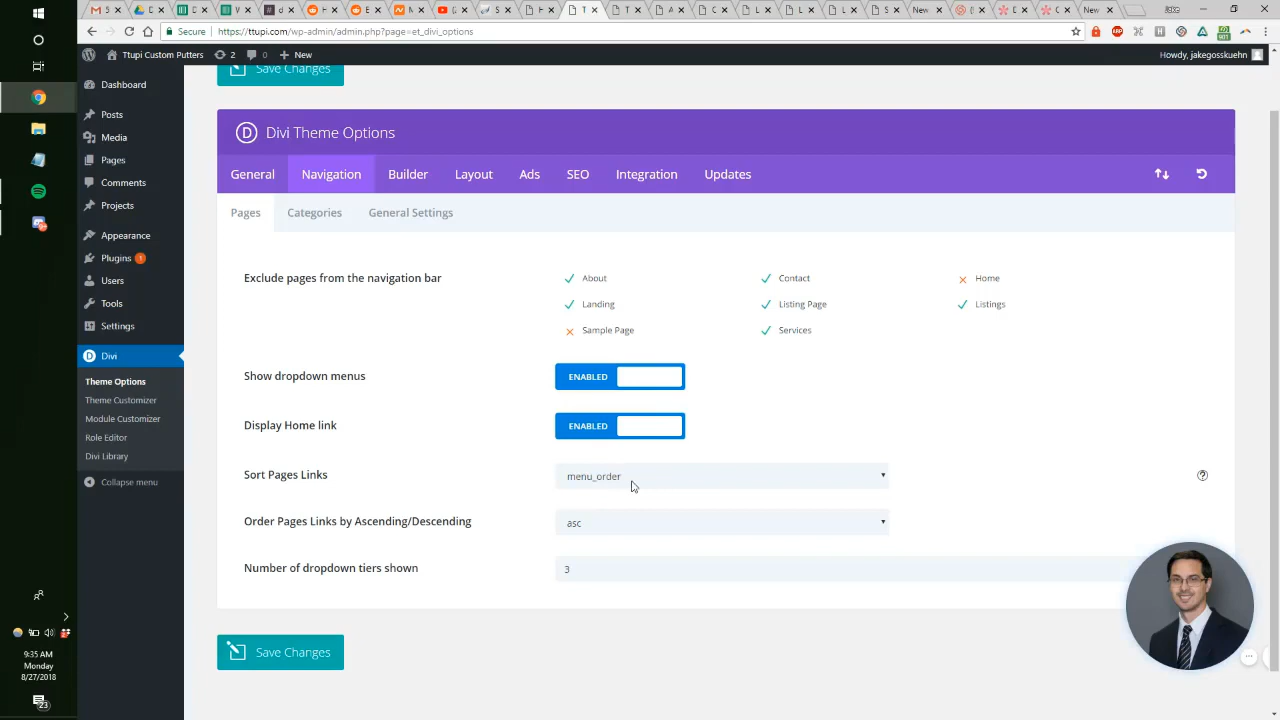 Secure | https://ttupi.com/wp-admin/admin.php?page=et_divi_options
Ttupi Custom Putters 2 0 + New
Howdy, jakegosskuehn
Save Changes
Dashboard
Posts
Media
Pages
Comments
Projects
Appearance
Plugins 1
Users
Tools
Settings
Divi
Theme Options
Theme Customizer
Module Customizer
Role Editor
Divi Library
Collapse menu
D Divi Theme Options
General Navigation Builder Layout Ads SEO Integration Updates
Pages Categories General Settings
Exclude pages from the navigation bar
About Contact Home
Landing Listing Page Listings
Sample Page Services
Show dropdown menus ENABLED
Display Home link ENABLED
Sort Pages Links menu_order
Order Pages Links by Ascending/Descending asc
Number of dropdown tiers shown 3
Save Changes
9:35 AM
Monday
8/27/2018
23